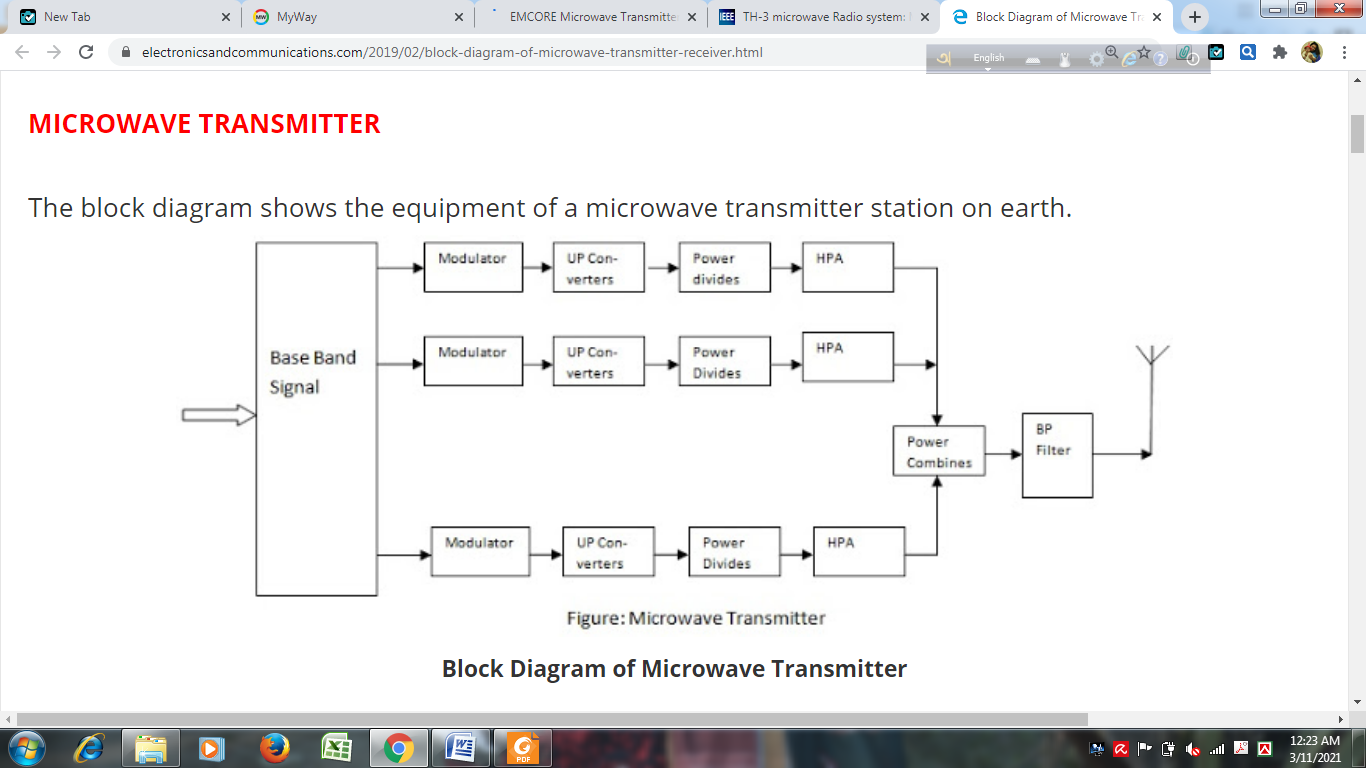 New Tab
MyWay
EMCORE Microwave Transmitte
TH-3 microwave Radio system:
Block Diagram of Microwave Tr
electronicsandcommunications.com/2019/02/block-diagram-of-microwave-transmitter-receiver.html
English
MICROWAVE TRANSMITTER
The block diagram shows the equipment of a microwave transmitter station on earth.
Base Band
Signal
Modulator
UP Con-
verters
Power
divides
HPA
Modulator
UP Con-
verters
Power
Divides
HPA
Power
Combines
BP
Filter
Modulator
UP Con-
verters
Power
Divides
HPA
Figure: Microwave Transmitter
Block Diagram of Microwave Transmitter
12:23 AM
3/11/2021